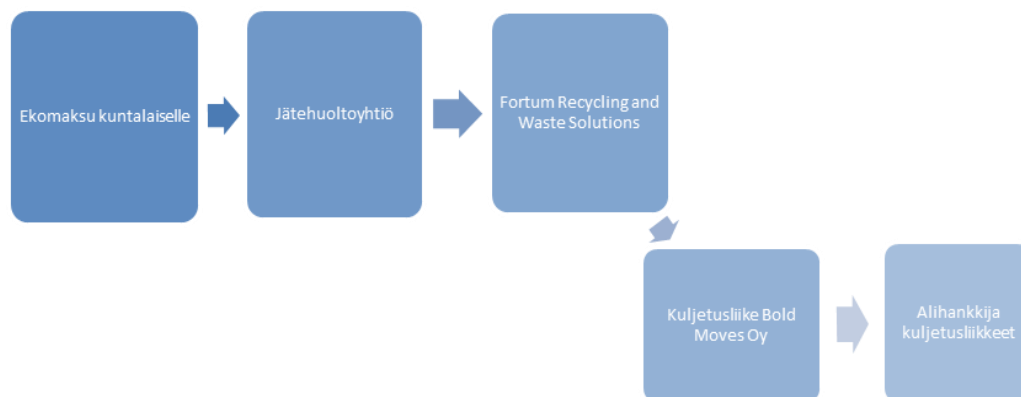 Ekomaksu kuntalaiselle
Jätehuoltoyhtiö
Fortum Recycling and
Waste Solutions
Kuljetusliike Bold
Moves Oy
Alihankkija
kuljetusliikkeet